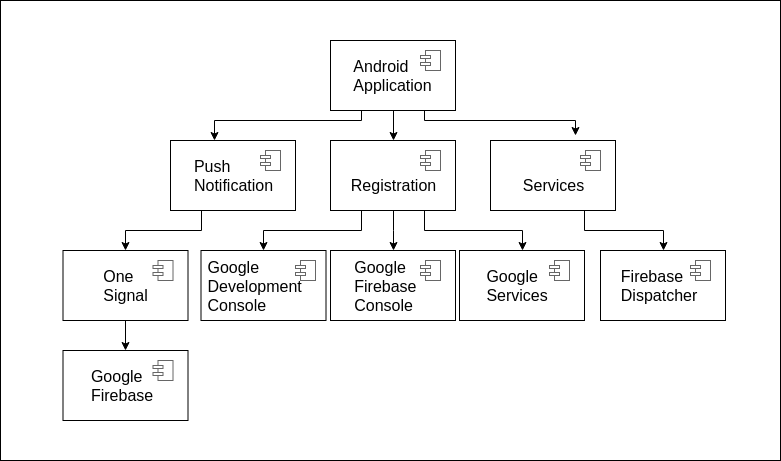 Android
Application
Push
Notification
Registration
Services
One
Signal
Google
Development
Console
Google
Firebase
Console
Google
Services
Firebase
Dispatcher
Google
Firebase